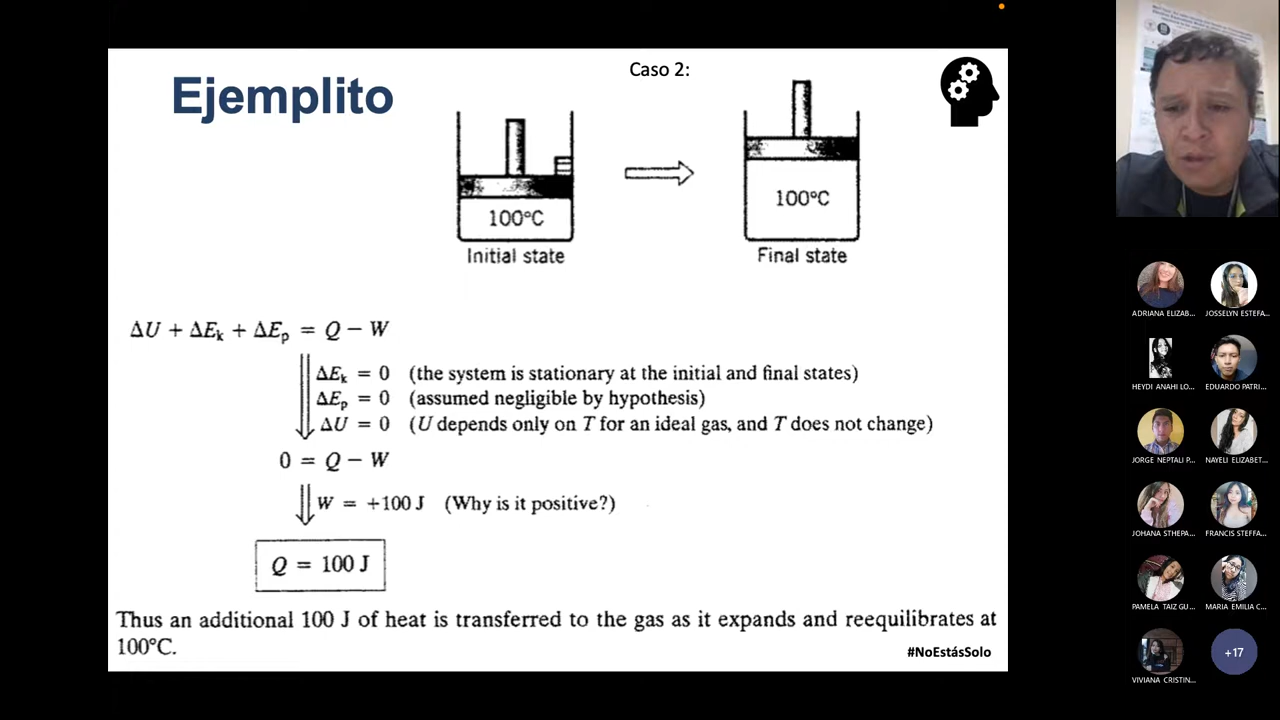 Ejemplito
Caso 2:
100°C
100°C
Initial state
Final state
ΔU + ΔEk + ΔEp = Q − W
ΔEk = 0 (the system is stationary at the initial and final states)
ΔEp = 0 (assumed negligible by hypothesis)
ΔU = 0 (U depends only on T for an ideal gas, and T does not change)
0 = Q − W
W = +100 J (Why is it positive?)
Q = 100 J
Thus an additional 100 J of heat is transferred to the gas as it expands and reequilibrates at
100°C.
#NoEstásSolo
ADRIANA ELIZAB...
JOSSELYN ESTEFA...
HEYDI ANAHI LO...
EDUARDO PATRI...
JORGE NEPTALI P...
NAYELI ELIZABET...
JOHANA STHEPA...
FRANCIS STEFFA...
PAMELA TAIZ GU...
MARIA EMILIA C...
VIVIANA CRISTIN...
+17